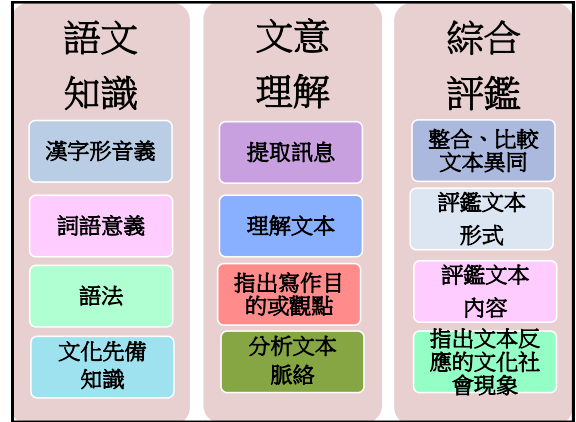 語文
知識
漢字形音義
詞語意義
語法
文化先備
知識
文意
理解
提取訊息
理解文本
指出寫作目
的或觀點
分析文本
脈絡
綜合
評鑑
整合、比較
文本異同
評鑑文本
形式
評鑑文本
內容
指出文本反
應的文化社
會現象